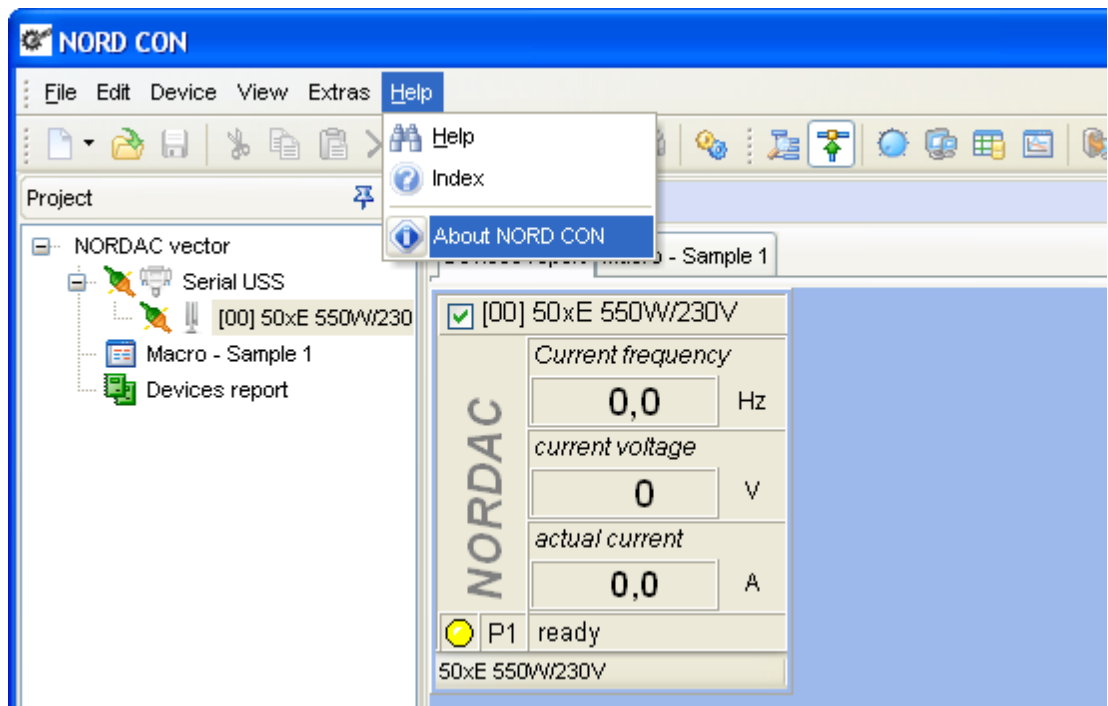 NORD CON
File Edit Device View Extras Help
Help
Index
About NORD CON
Project
NORDAC vector
Serial USS
[00] 50xE 550W/230
Macro - Sample 1
Devices report
Devices report Macro - Sample 1
[00] 50xE 550W/230V
NORDAC
Current frequency
0,0 Hz
current voltage
0 V
actual current
0,0 A
P1 ready
50xE 550W/230V